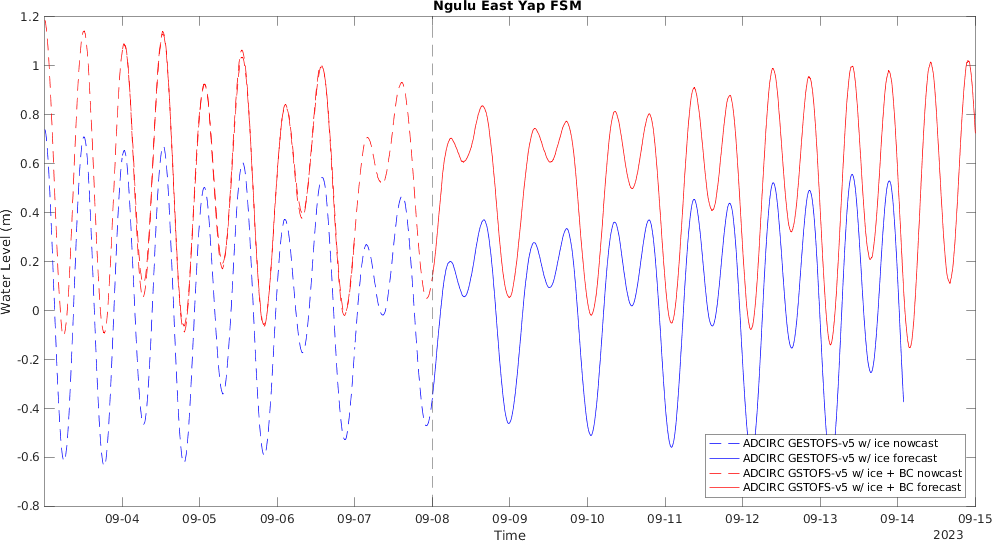 Ngulu East Yap FSM
1.2
1
0.8
0.6
0.4
0.2
0
-0.2
-0.4
-0.6
-0.8
Water Level (m)
ADCIRC GESTOFS-v5 w/ ice nowcast
ADCIRC GESTOFS-v5 w/ ice forecast
ADCIRC GSTOFS-v5 w/ ice + BC nowcast
ADCIRC GSTOFS-v5 w/ ice + BC forecast
09-04 09-05 09-06 09-07 09-08 09-09 09-10 09-11 09-12 09-13 09-14 09-15
Time
2023